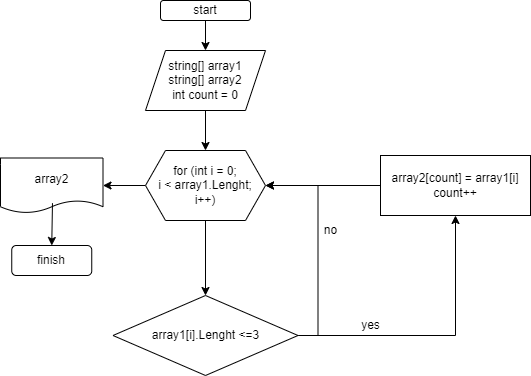 start
string[] array1
string[] array2
int count = 0
for (int i = 0;
i < array1.Lenght;
i++)
array2
finish
array2[count] = array1[i]
count++
no
array1[i].Lenght <=3
yes